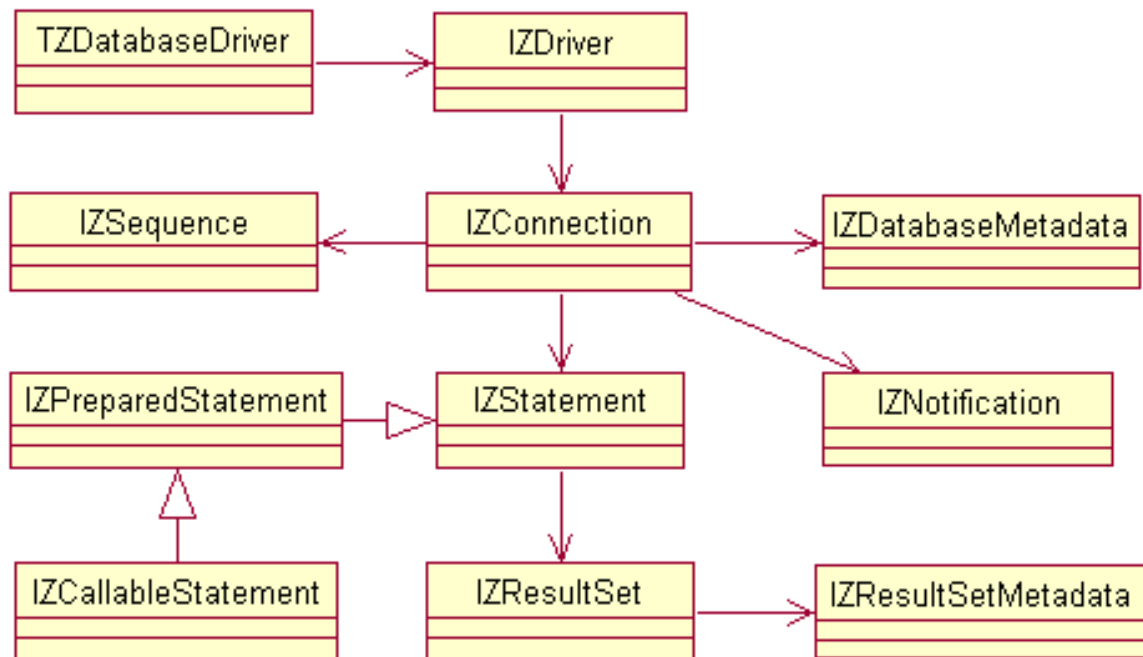 TZDatabaseDriver
IZDriver
IZSequence
IZConnection
IZDatabaseMetadata
IZPreparedStatement
IZStatement
IZNotification
IZCallableStatement
IZResultSet
IZResultSetMetadata